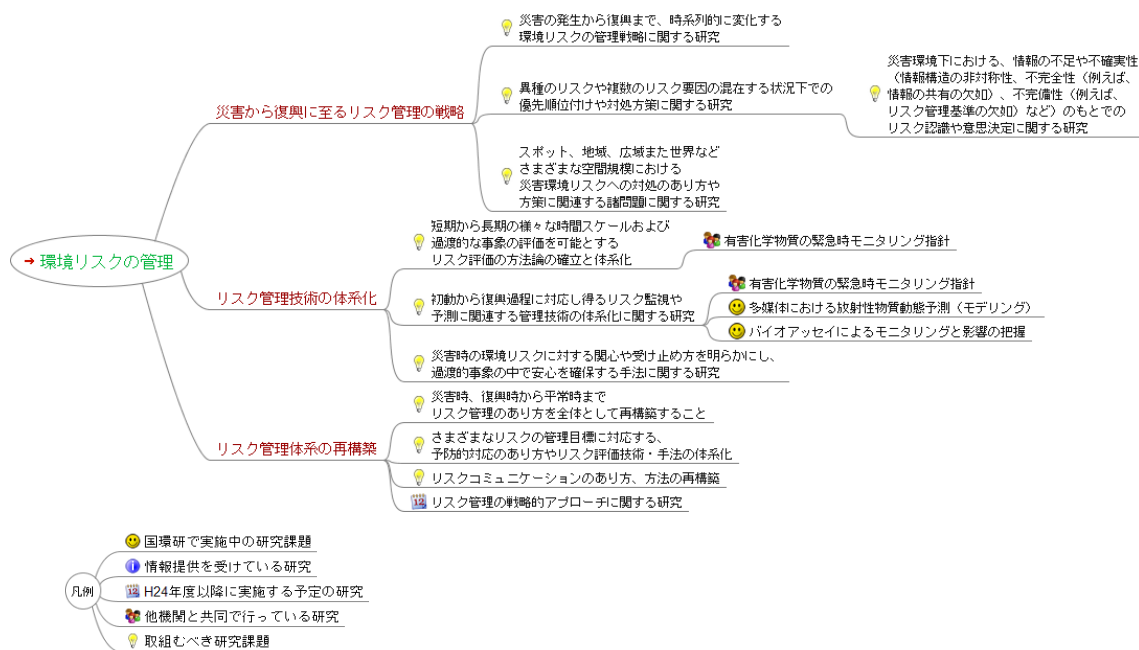 環境リスクの管理
災害から復興に至るリスク管理の戦略
災害の発生から復興まで、時系列的に変化する
環境リスクの管理戦略に関する研究
異種のリスクや複数のリスク要因の混在する状況下での
優先順位付けや対処方策に関する研究
災害環境下における、情報の不足や不確実性
（情報構造の非対称性、不完全性（例えば、
情報の共有の欠如）、不完備性（例えば、
リスク管理基準の欠如）など）のもとでの
リスク認識や意思決定に関する研究
スポット、地域、広域また世界など
さまざまな空間規模における
災害環境リスクへの対処のあり方や
方策に関連する諸問題に関する研究
リスク管理技術の体系化
短期から長期の様々な時間スケールおよび
過渡的な事象の評価を可能とする
リスク評価の方法論の確立と体系化
有害化学物質の緊急時モニタリング指針
初動から復興過程に対応し得るリスク監視や
予測に関連する管理技術の体系化に関する研究
有害化学物質の緊急時モニタリング指針
多媒体における放射性物質動態予測（モデリング）
バイオアッセイによるモニタリングと影響の把握
災害時の環境リスクに対する関心や受け止め方を明らかにし、
過渡的事象の中で安心を確保する手法に関する研究
リスク管理体系の再構築
災害時、復興時から平常時まで
リスク管理のあり方を全体として再構築すること
さまざまなリスクの管理目標に対応する、
予防的対応のあり方やリスク評価技術・手法の体系化
リスクコミュニケーションのあり方、方法の再構築
12 リスク管理の戦略的アプローチに関する研究
凡例
国環研で実施中の研究課題
情報提供を受けている研究
12 H24年度以降に実施する予定の研究
他機関と共同で行っている研究
取組むべき研究課題